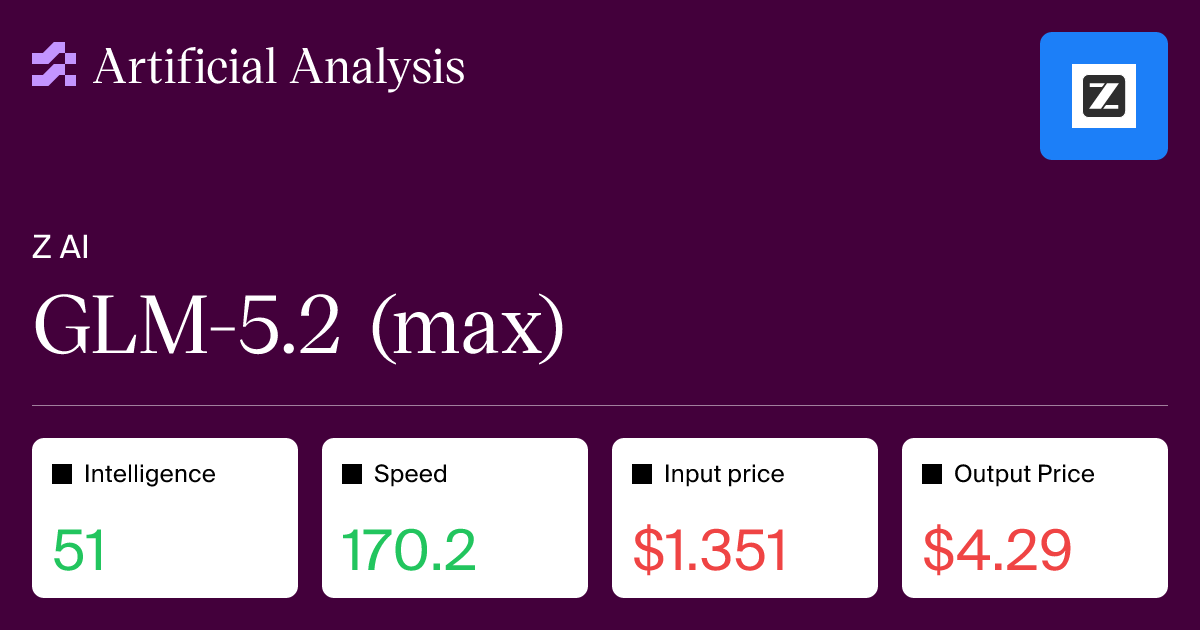 Artificial Analysis
Z
Z AI
GLM-5.2 (max)
Intelligence
51
Speed
170.2
Input price
$1.351
Output Price
$4.29